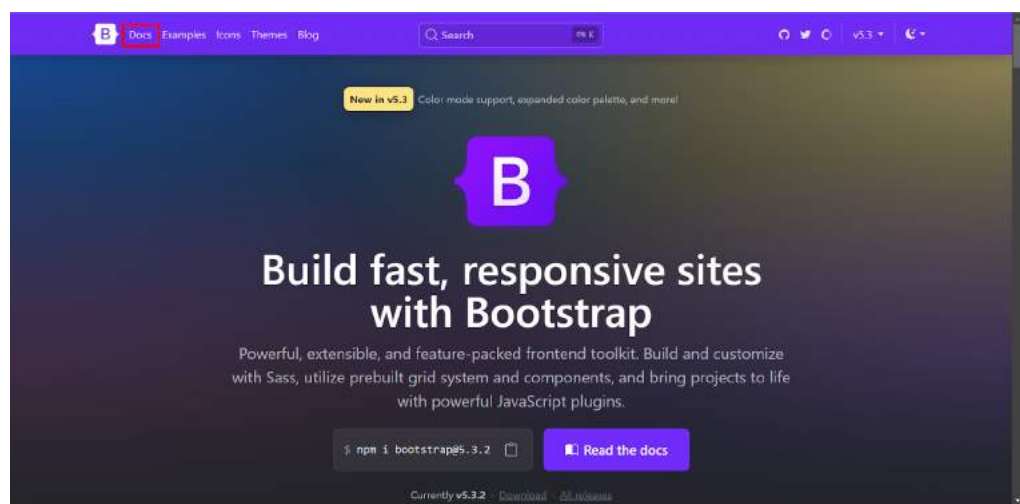 B Docs Examples Icons Themes Blog Search Ctrl K v5.3
New in v5.3 Color mode support, expanded color palette, and more!
B
Build fast, responsive sites
with Bootstrap
Powerful, extensible, and feature-packed frontend toolkit. Build and customize
with Sass, utilize prebuilt grid system and components, and bring projects to life
with powerful JavaScript plugins.
$ npm i bootstrap@5.3.2 Read the docs
Currently v5.3.2 · Download · All releases